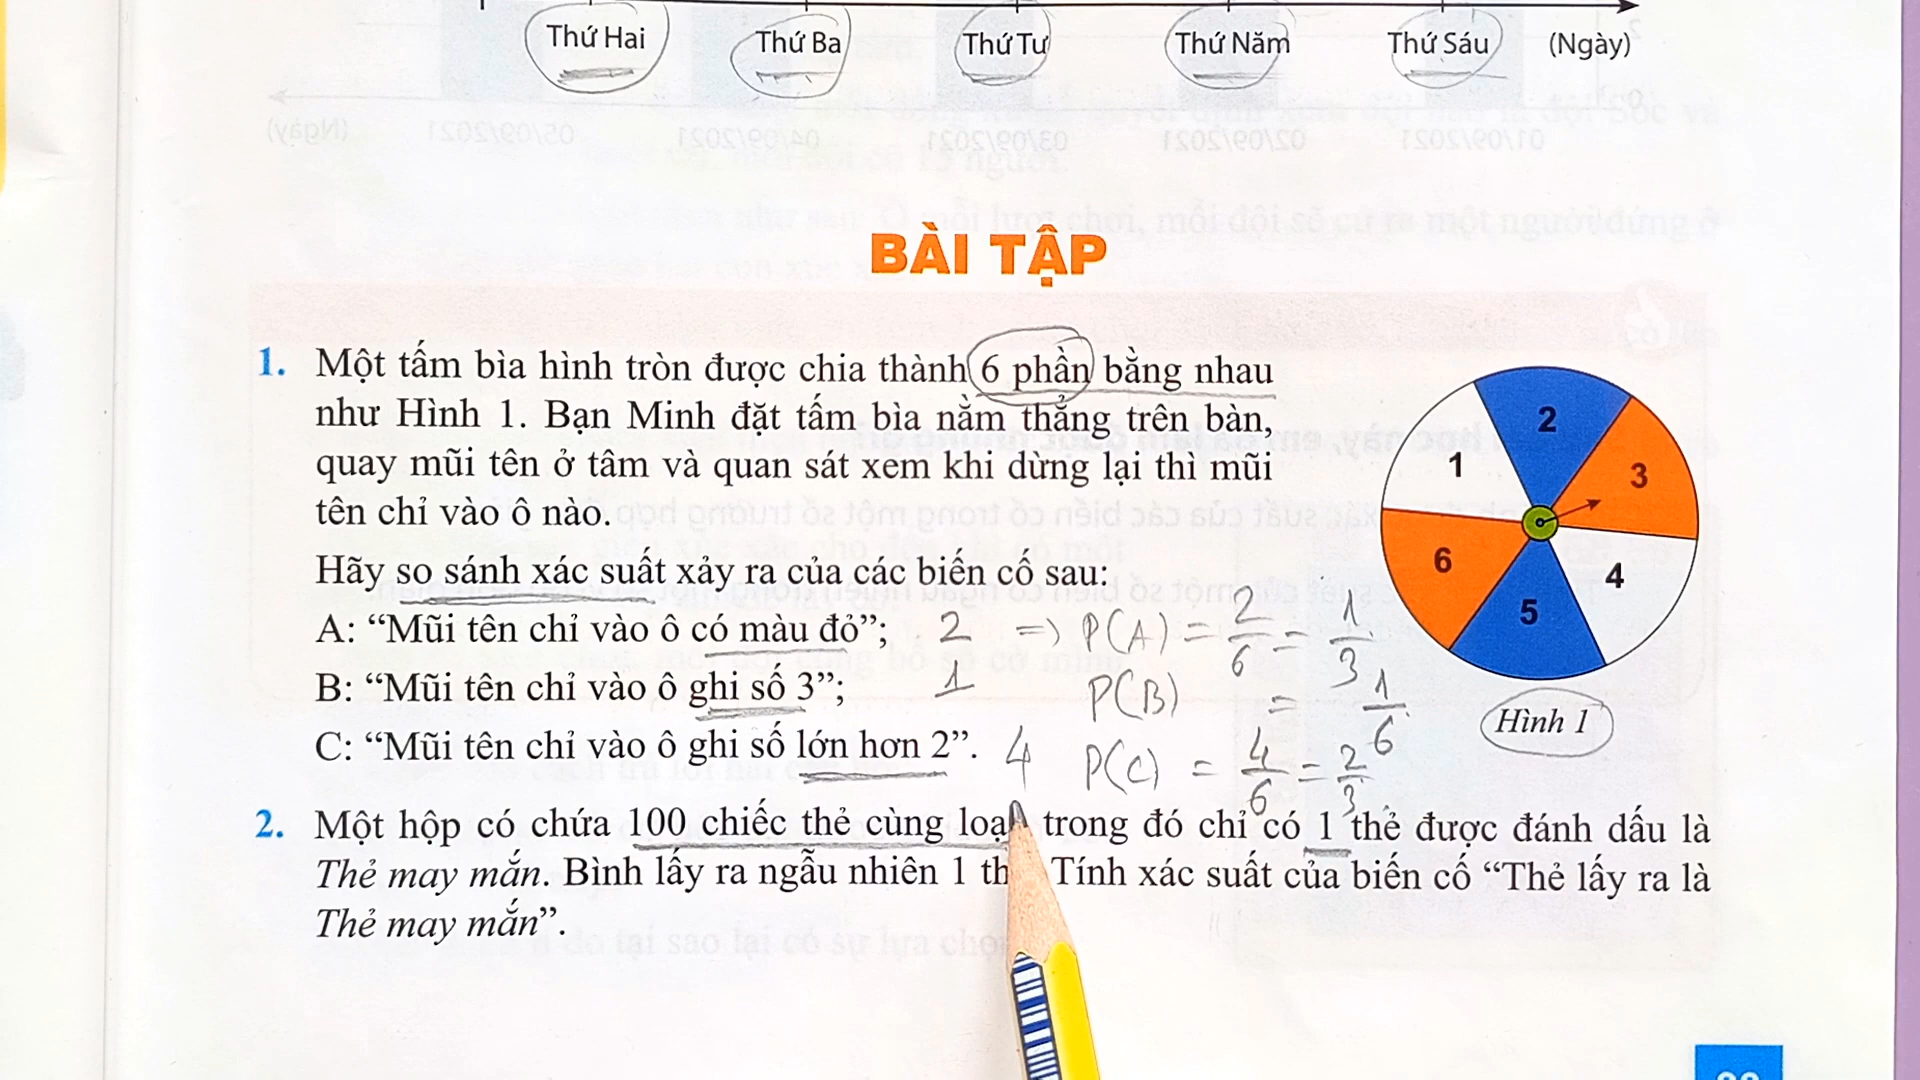 Thứ Hai Thứ Ba Thứ Tư Thứ Năm Thứ Sáu (Ngày)
BÀI TẬP
1. Một tấm bìa hình tròn được chia thành 6 phần bằng nhau
như Hình 1. Bạn Minh đặt tấm bìa nằm thẳng trên bàn,
quay mũi tên ở tâm và quan sát xem khi dừng lại thì mũi
tên chỉ vào ô nào.
Hãy so sánh xác suất xảy ra của các biến cố sau:
A: “Mũi tên chỉ vào ô có màu đỏ”; 2 => P(A) = 2/6 = 1/3
B: “Mũi tên chỉ vào ô ghi số 3”; 1 P(B) = 1/6
C: “Mũi tên chỉ vào ô ghi số lớn hơn 2”. 4 P(C) = 4/6 = 2/3
1
2
3
4
5
6
Hình 1
2. Một hộp có chứa 100 chiếc thẻ cùng trong đó chỉ có 1 thẻ được đánh dấu là
Thẻ may mắn. Bình lấy ra ngẫu nhiên 1 Tính xác suất của biến cố “Thẻ lấy ra là
Thẻ may mắn”.